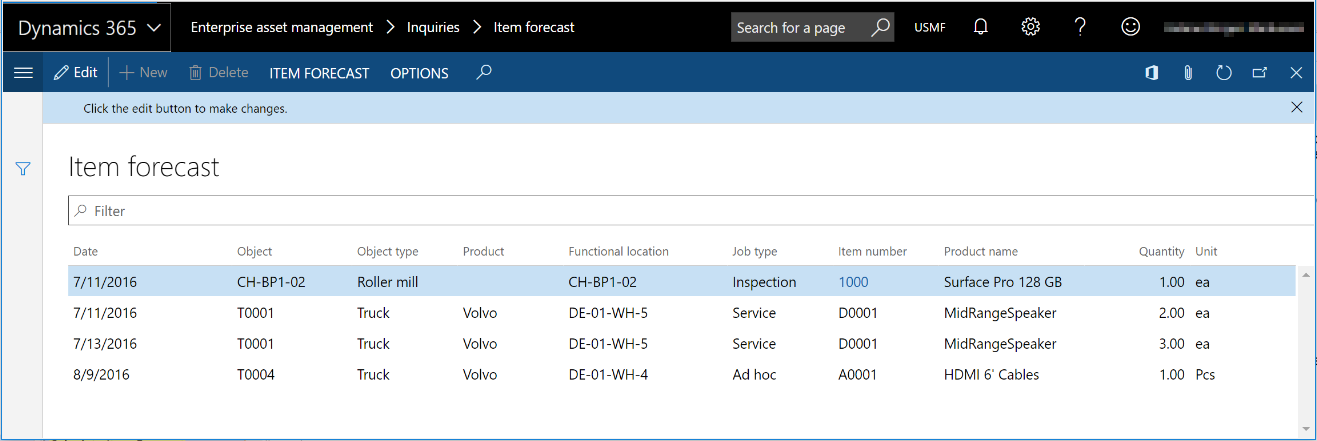 Dynamics 365 Enterprise asset management > Inquiries > Item forecast Search for a page USMF
Edit New Delete ITEM FORECAST OPTIONS
Click the edit button to make changes.
Item forecast
Filter
Date Object Object type Product Functional location Job type Item number Product name Quantity Unit
7/11/2016 CH-BP1-02 Roller mill CH-BP1-02 Inspection 1000 Surface Pro 128 GB 1.00 ea
7/11/2016 T0001 Truck Volvo DE-01-WH-5 Service D0001 MidRangeSpeaker 2.00 ea
7/13/2016 T0001 Truck Volvo DE-01-WH-5 Service D0001 MidRangeSpeaker 3.00 ea
8/9/2016 T0004 Truck Volvo DE-01-WH-4 Ad hoc A0001 HDMI 6' Cables 1.00 Pcs